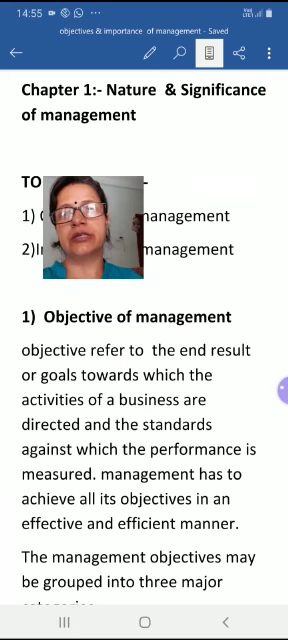 14:55
objectives & importance of management - Saved
Chapter 1:- Nature & Significance
of management
TO -
1) management
2)I management
1) Objective of management
objective refer to the end result
or goals towards which the
activities of a business are
directed and the standards
against which the performance is
measured. management has to
achieve all its objectives in an
effective and efficient manner.
The management objectives may
be grouped into three major